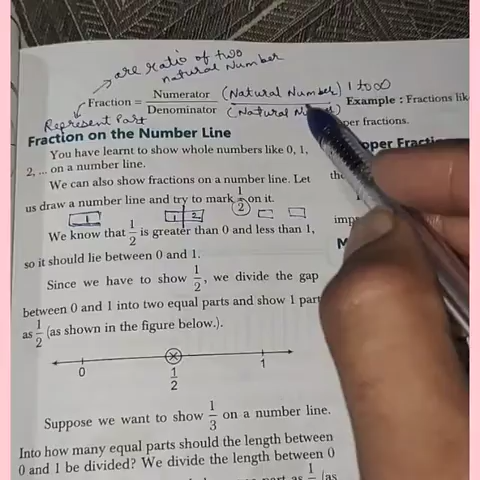 are ratio of two
natural Number
Fraction = Numerator (Natural Number) 1 to ∞
Denominator (Natural
Represent Part
Fraction on the Number Line
You have learnt to show whole numbers like 0, 1,
2, ... on a number line.
We can also show fractions on a number line. Let
us draw a number line and try to mark 1/2 on it.
1 1 2
We know that 1/2 is greater than 0 and less than 1,
so it should lie between 0 and 1.
Since we have to show 1/2, we divide the gap
between 0 and 1 into two equal parts and show 1 part
as 1/2 (as shown in the figure below.).
0 1/2 1
Suppose we want to show 1/3 on a number line.
Into how many equal parts should the length between
0 and 1 be divided? We divide the length between 0
as 1/ (as
Example : Fractions
per fractions.